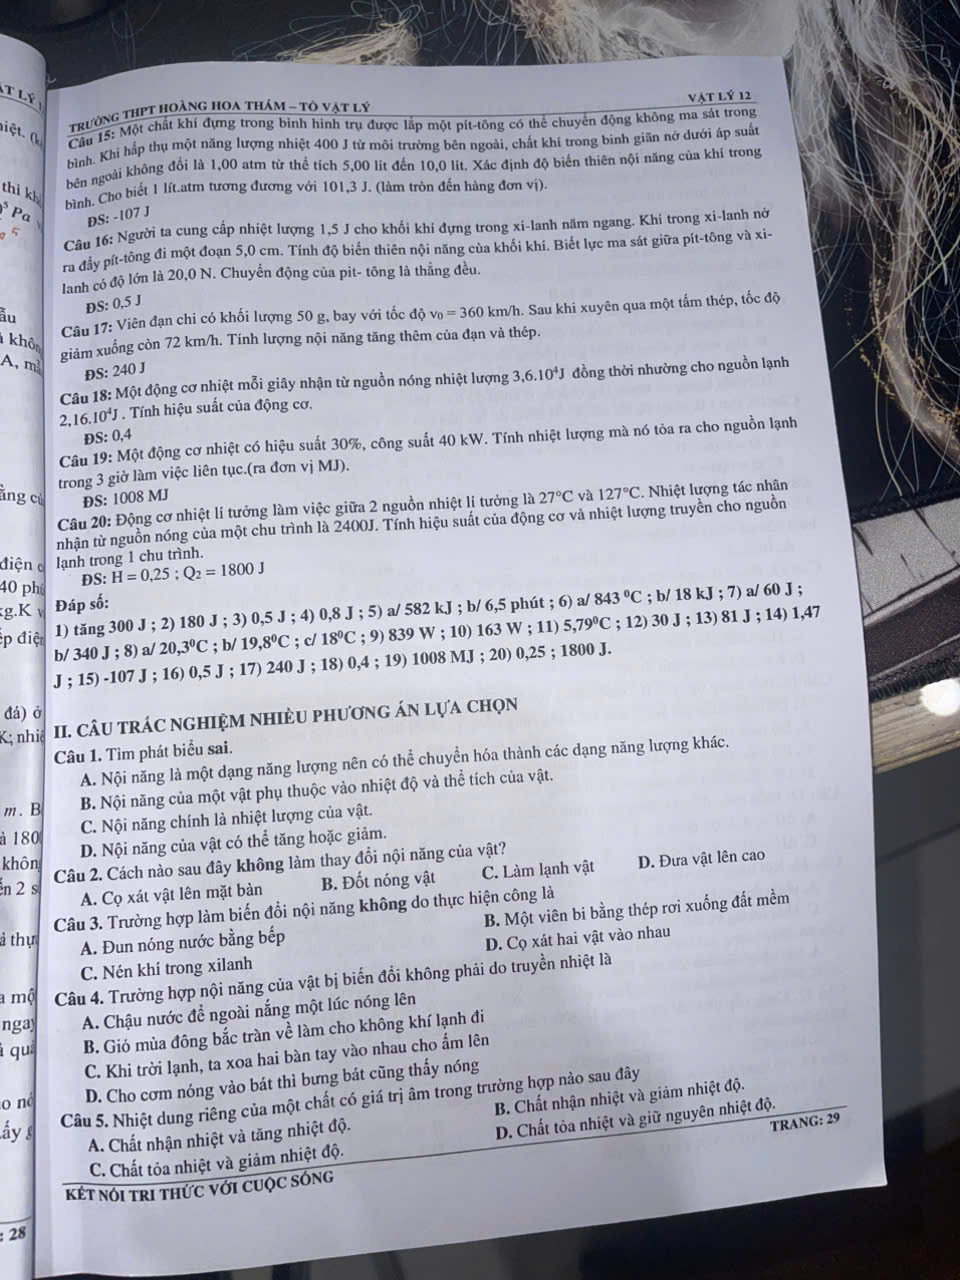 TRƯỜNG THPT HOÀNG HOA THÁM – TỔ VẬT LÝ
VẬT LÝ 12
Câu 15: Một chất khí đựng trong bình hình trụ được lắp một pít-tông có thể chuyển động không ma sát trong
bình. Khi hấp thụ một năng lượng nhiệt 400 J từ môi trường bên ngoài, chất khí trong bình giãn nở dưới áp suất
bên ngoài không đổi là 1,00 atm từ thể tích 5,00 lit đến 10,0 lit. Xác định độ biến thiên nội năng của khí trong
bình. Cho biết 1 lít.atm tương đương với 101,3 J. (làm tròn đến hàng đơn vị).
ĐS: -107 J
Câu 16: Người ta cung cấp nhiệt lượng 1,5 J cho khối khí đựng trong xi-lanh nằm ngang. Khí trong xi-lanh nở
ra đẩy pít-tông đi một đoạn 5,0 cm. Tính độ biến thiên nội năng của khối khí. Biết lực ma sát giữa pít-tông và xi-
lanh có độ lớn là 20,0 N. Chuyển động của pit- tông là thẳng đều.
ĐS: 0,5 J
Câu 17: Viên đạn chì có khối lượng 50 g, bay với tốc độ v₀ = 360 km/h. Sau khi xuyên qua một tấm thép, tốc độ
giảm xuống còn 72 km/h. Tính lượng nội năng tăng thêm của đạn và thép.
ĐS: 240 J
Câu 18: Một động cơ nhiệt mỗi giây nhận từ nguồn nóng nhiệt lượng 3,6.10⁴J đồng thời nhường cho nguồn lạnh
2,16.10⁴J . Tính hiệu suất của động cơ.
ĐS: 0,4
Câu 19: Một động cơ nhiệt có hiệu suất 30%, công suất 40 kW. Tính nhiệt lượng mà nó tỏa ra cho nguồn lạnh
trong 3 giờ làm việc liên tục.(ra đơn vị MJ).
ĐS: 1008 MJ
Câu 20: Động cơ nhiệt lí tưởng làm việc giữa 2 nguồn nhiệt lí tưởng là 27°C và 127°C. Nhiệt lượng tác nhân
nhận từ nguồn nóng của một chu trình là 2400J. Tính hiệu suất của động cơ và nhiệt lượng truyền cho nguồn
lạnh trong 1 chu trình.
ĐS: H = 0,25 ; Q₂ = 1800 J
Đáp số:
1) tăng 300 J ; 2) 180 J ; 3) 0,5 J ; 4) 0,8 J ; 5) a/ 582 kJ ; b/ 6,5 phút ; 6) a/ 843 ⁰C ; b/ 18 kJ ; 7) a/ 60 J ;
b/ 340 J ; 8) a/ 20,3⁰C ; b/ 19,8⁰C ; c/ 18⁰C ; 9) 839 W ; 10) 163 W ; 11) 5,79⁰C ; 12) 30 J ; 13) 81 J ; 14) 1,47
J ; 15) -107 J ; 16) 0,5 J ; 17) 240 J ; 18) 0,4 ; 19) 1008 MJ ; 20) 0,25 ; 1800 J.
II. CÂU TRẮC NGHIỆM NHIỀU PHƯƠNG ÁN LỰA CHỌN
Câu 1. Tìm phát biểu sai.
A. Nội năng là một dạng năng lượng nên có thể chuyển hóa thành các dạng năng lượng khác.
B. Nội năng của một vật phụ thuộc vào nhiệt độ và thể tích của vật.
C. Nội năng chính là nhiệt lượng của vật.
D. Nội năng của vật có thể tăng hoặc giảm.
Câu 2. Cách nào sau đây không làm thay đổi nội năng của vật?
A. Cọ xát vật lên mặt bàn B. Đốt nóng vật C. Làm lạnh vật D. Đưa vật lên cao
Câu 3. Trường hợp làm biến đổi nội năng không do thực hiện công là
A. Đun nóng nước bằng bếp B. Một viên bi bằng thép rơi xuống đất mềm
C. Nén khí trong xilanh D. Cọ xát hai vật vào nhau
Câu 4. Trường hợp nội năng của vật bị biến đổi không phải do truyền nhiệt là
A. Chậu nước để ngoài nắng một lúc nóng lên
B. Gió mùa đông bắc tràn về làm cho không khí lạnh đi
C. Khi trời lạnh, ta xoa hai bàn tay vào nhau cho ấm lên
D. Cho cơm nóng vào bát thì bưng bát cũng thấy nóng
Câu 5. Nhiệt dung riêng của một chất có giá trị âm trong trường hợp nào sau đây
A. Chất nhận nhiệt và tăng nhiệt độ. B. Chất nhận nhiệt và giảm nhiệt độ.
C. Chất tỏa nhiệt và giảm nhiệt độ. D. Chất tỏa nhiệt và giữ nguyên nhiệt độ.
KẾT NỐI TRI THỨC VỚI CUỘC SỐNG
TRANG: 29
: 28